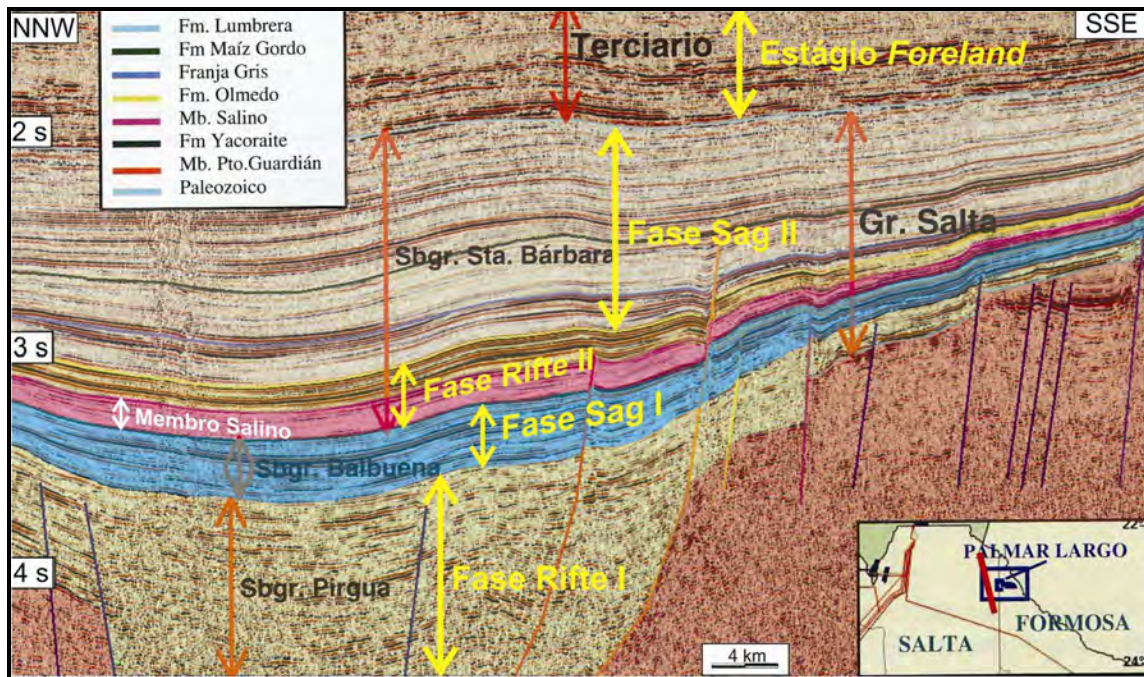 NNW
SSE
Fm. Lumbrera
Fm Maíz Gordo
Franja Gris
Fm. Olmedo
Mb. Salino
Fm Yacoraite
Mb. Pto.Guardián
Paleozoico
Terciario
Estágio Foreland
2 s
Sbgr. Sta. Bárbara
Fase Sag II
Gr. Salta
3 s
Fase Rifte II
Membro Salino
Fase Sag I
Sbgr. Balbuena
4 s
Sbgr. Pirgua
Fase Rifte I
4 km
22°
PALMAR LARGO
FORMOSA
SALTA
24°